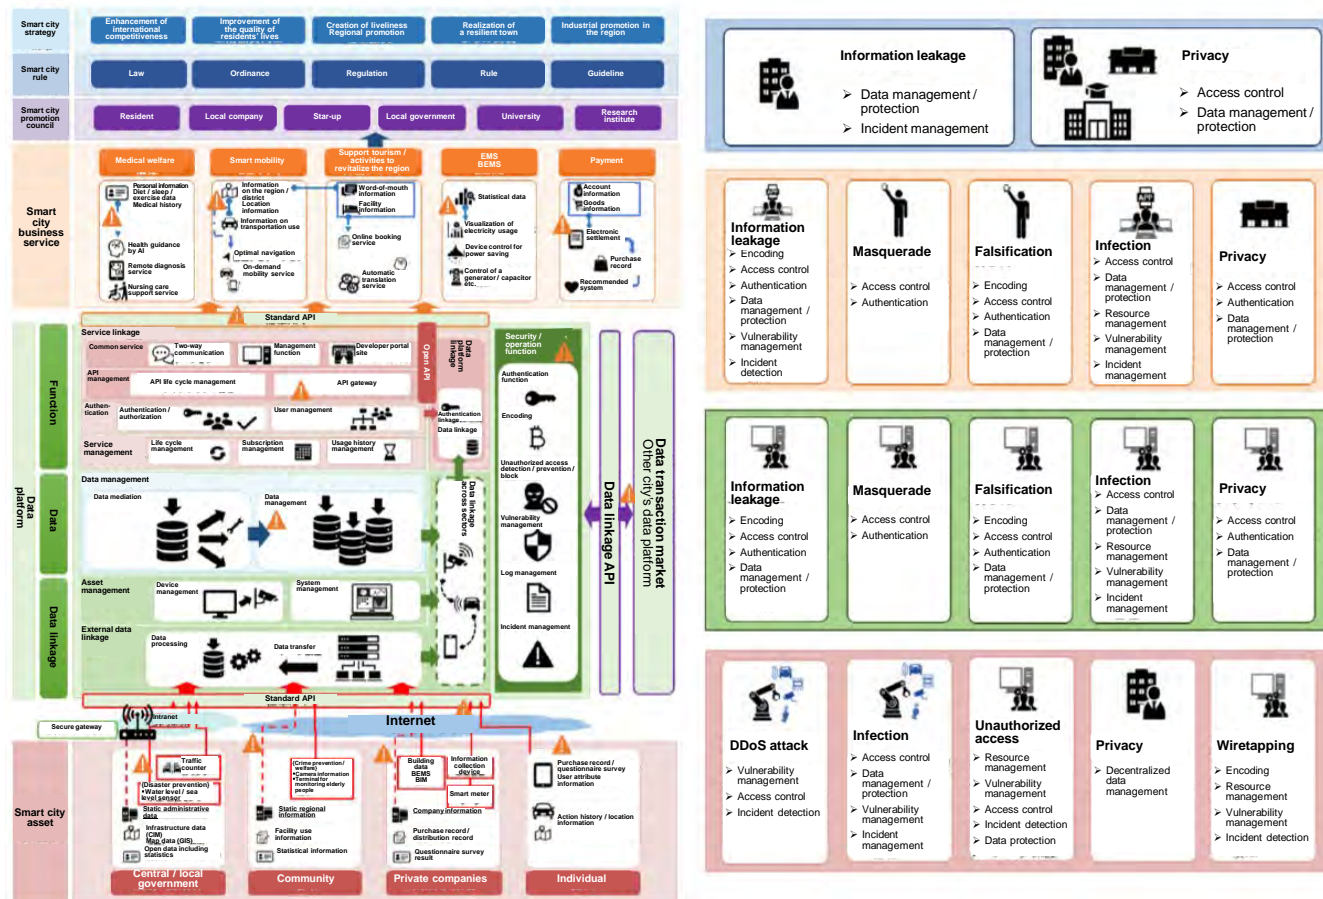 Smart city
strategy
Enhancement of
international
competitiveness
Improvement of
the quality of
residents' lives
Creation of liveliness
Regional promotion
Realization of
a resilient town
Industrial promotion in
the region
Smart city
rule
Law
Ordinance
Regulation
Rule
Guideline
Smart city
promotion
council
Resident
Local company
Star-up
Local government
University
Research
institute
Smart
city
business
service
Medical welfare
Personal information
Diet / sleep /
exercise data
Medical history
Health guidance
by AI
Remote diagnosis
service
Nursing care
support service
Smart mobility
Information
on the region /
district
Location
information
Information on
transportation use
Optimal navigation
On-demand
mobility service
Support tourism /
activities to
revitalize the region
Word-of-mouth
information
Facility
information
Online booking
service
Automatic
translation
service
EMS
BEMS
Statistical data
Visualization of
electricity usage
Device control for
power saving
Control of a
generator / capacitor
etc.
Payment
Account
information
Goods
information
Electronic
settlement
Purchase
record
Recommended
system
Standard API
Data
platform
Function
Service linkage
Common service
Two-way
communication
Management
function
Developer portal
site
API
management
API life cycle management
API gateway
Authen-
tication
Authentication /
authorization
User management
Service
management
Life cycle
management
Subscription
management
Usage history
management
Open API
Data
platform
linkage
Authentication
linkage
Data linkage
Data
Data management
Data mediation
Data
management
Data linkage
across sectors
Data linkage
Asset
management
Device
management
System
management
External data
linkage
Data
processing
Data transfer
Standard API
Security /
operation
function
Authentication
function
Encoding
Unauthorized access
detection / prevention /
block
Vulnerability
management
Log management
Incident management
Data linkage API
Data transaction market
Other city's data platform
Secure gateway
Intranet
Internet
Smart city
asset
Traffic
counter
(Disaster prevention)
•Water level / sea
level sensor
Static administrative
data
Infrastructure data
(CIM)
Map data (GIS)
Open data including
statistics
Central / local
government
(Crime prevention /
welfare)
•Camera information
•Terminal for
monitoring elderly
people
Static regional
information
Facility use
information
Statistical information
Community
Building
data
BEMS
BIM
Information
collection
device
Smart meter
Company information
Purchase record /
distribution record
Questionnaire survey
result
Private companies
Purchase record /
questionnaire survey
User attribute
information
Action history / location
information
Individual
Information leakage
➢ Data management /
protection
➢ Incident management
Privacy
➢ Access control
➢ Data management /
protection
Information
leakage
➢ Encoding
➢ Access control
➢ Authentication
➢ Data
management /
protection
➢ Vulnerability
management
➢ Incident
detection
Masquerade
➢ Access control
➢ Authentication
Falsification
➢ Encoding
➢ Access control
➢ Authentication
➢ Data
management /
protection
API
Infection
➢ Access control
➢ Data
management /
protection
➢ Resource
management
➢ Vulnerability
management
➢ Incident
management
Privacy
➢ Access control
➢ Authentication
➢ Data
management /
protection
Information
leakage
➢ Encoding
➢ Access control
➢ Authentication
➢ Data
management /
protection
Masquerade
➢ Access control
➢ Authentication
Falsification
➢ Encoding
➢ Access control
➢ Authentication
➢ Data
management /
protection
Infection
➢ Access control
➢ Data
management /
protection
➢ Resource
management
➢ Vulnerability
management
➢ Incident
management
Privacy
➢ Access control
➢ Authentication
➢ Data
management /
protection
DDoS attack
➢ Vulnerability
management
➢ Access control
➢ Incident detection
Infection
➢ Access control
➢ Data
management /
protection
➢ Vulnerability
management
➢ Incident
management
Unauthorized
access
➢ Resource
management
➢ Vulnerability
management
➢ Access control
➢ Incident detection
➢ Data protection
Privacy
➢ Decentralized
data
management
Wiretapping
➢ Encoding
➢ Resource
management
➢ Vulnerability
management
➢ Incident detection